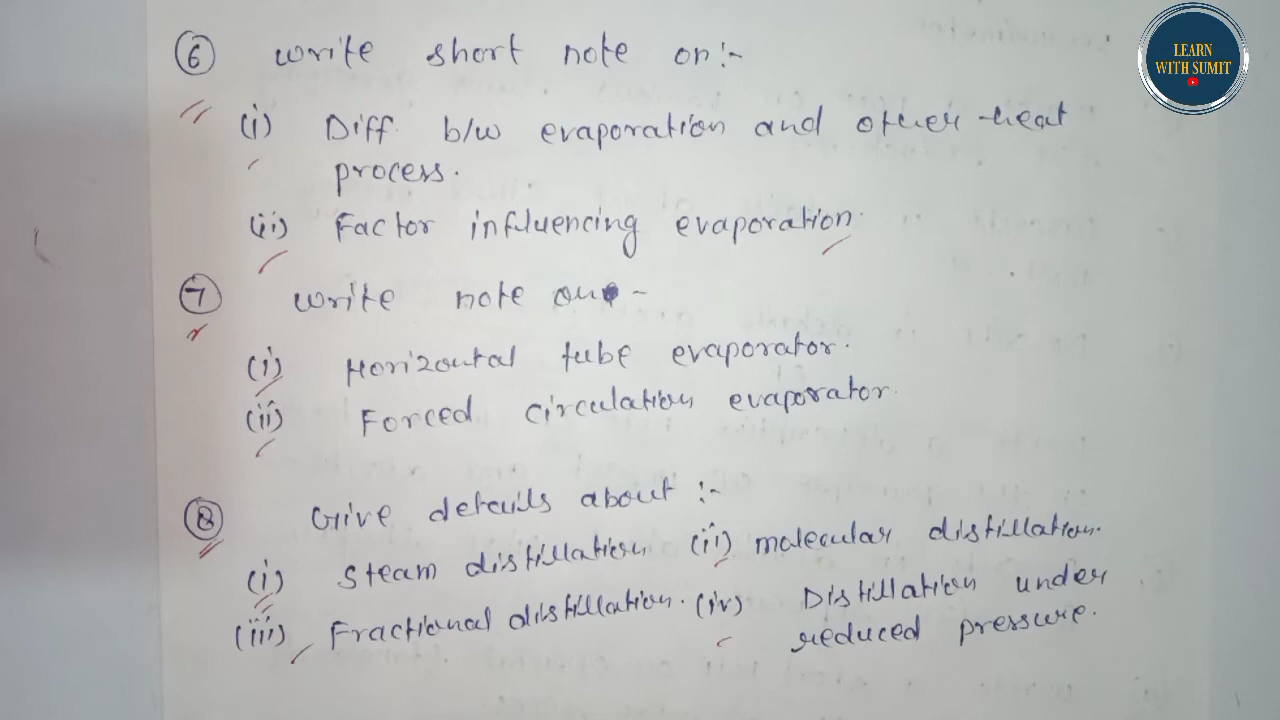 LEARN
WITH SUMIT
⑥ write short note on:-
(i) Diff. b/w evaporation and other heat
process.
(ii) Factor influencing evaporation.
⑦ write note on -
(i) Horizontal tube evaporator.
(ii) Forced circulation evaporator.
⑧ Give details about :-
(i) Steam distillation (ii) molecular distillation.
(iii) Fractional distillation. (iv) Distillation under
reduced pressure.